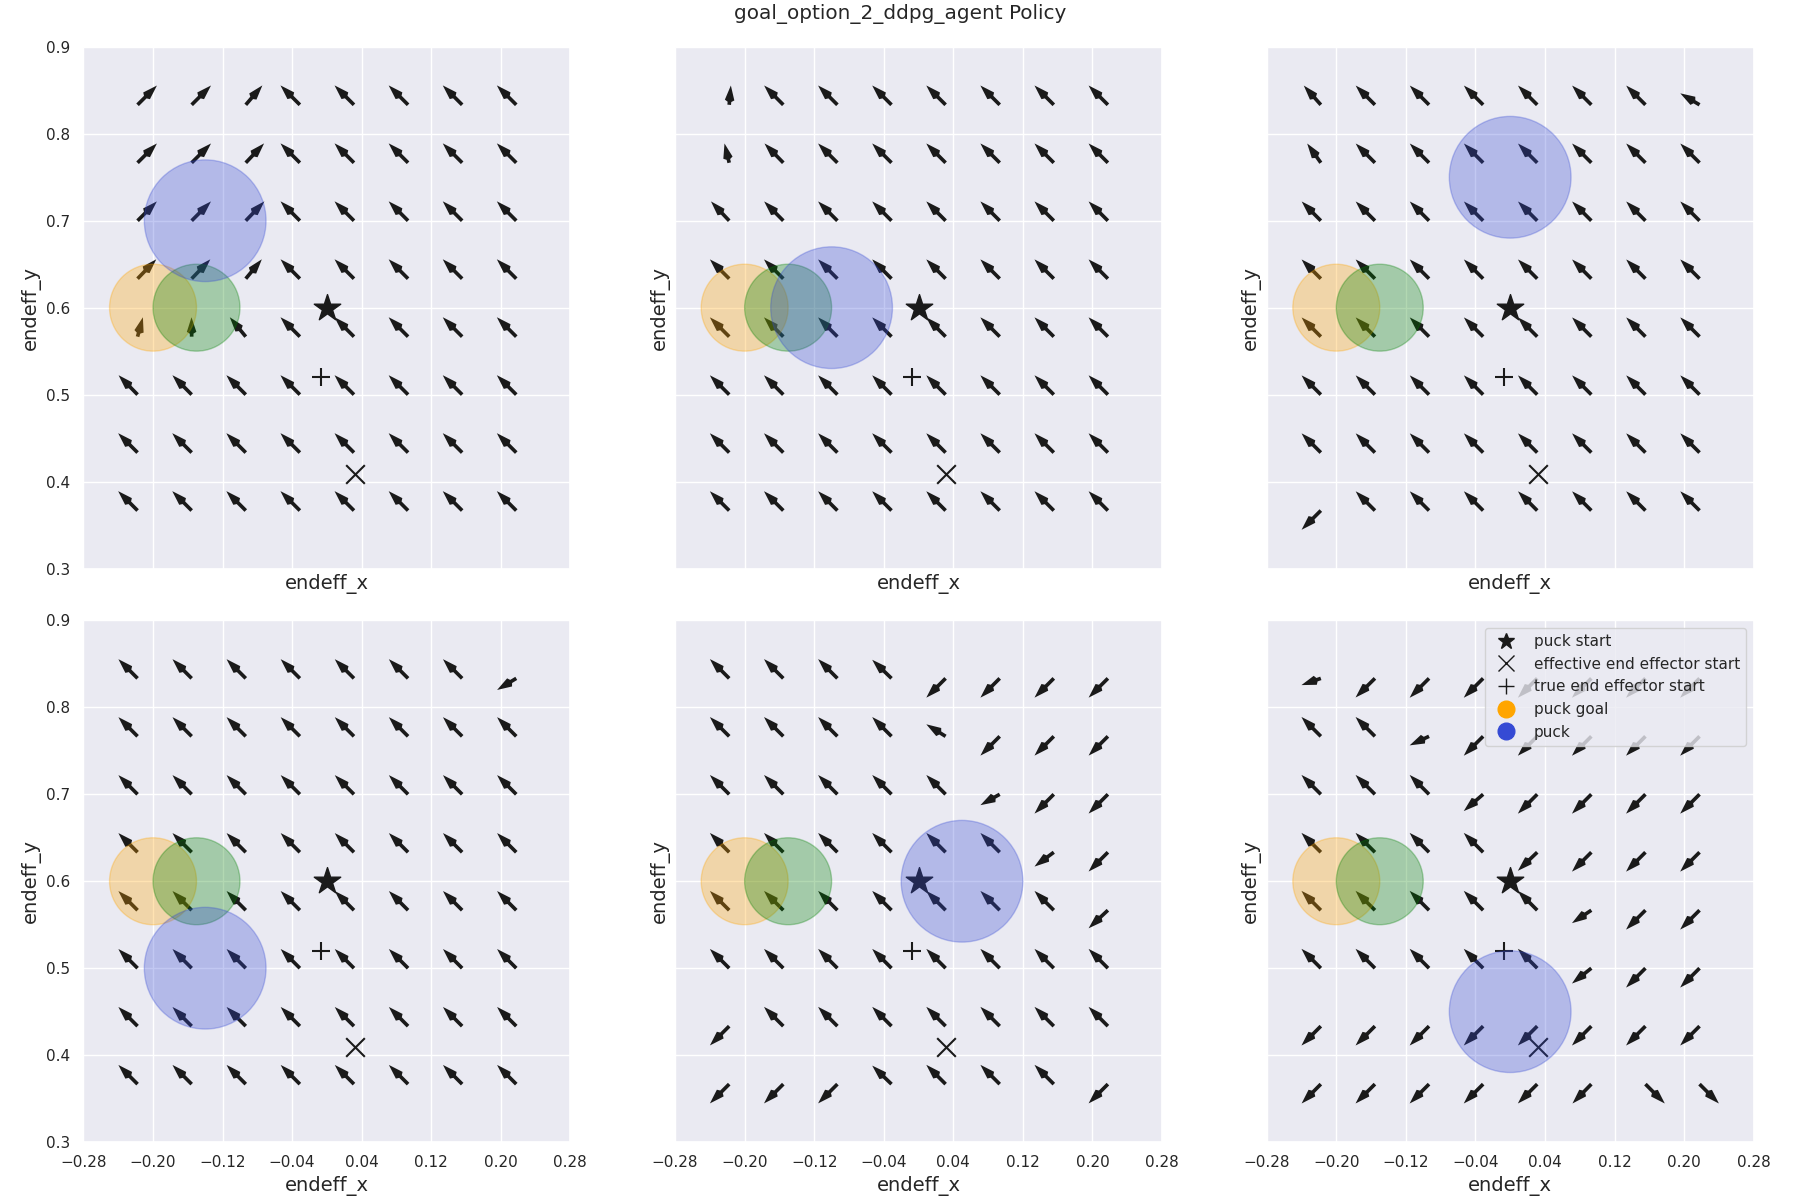 goal_option_2_ddpg_agent Policy
0.9
0.8
0.7
0.6
0.5
0.4
0.3
endeff_y
endeff_x
endeff_y
endeff_x
endeff_y
endeff_x
0.9
0.8
0.7
0.6
0.5
0.4
0.3
endeff_y
−0.28 −0.20 −0.12 −0.04 0.04 0.12 0.20 0.28
endeff_x
endeff_y
−0.28 −0.20 −0.12 −0.04 0.04 0.12 0.20 0.28
endeff_x
endeff_y
puck start
effective end effector start
true end effector start
puck goal
puck
−0.28 −0.20 −0.12 −0.04 0.04 0.12 0.20 0.28
endeff_x